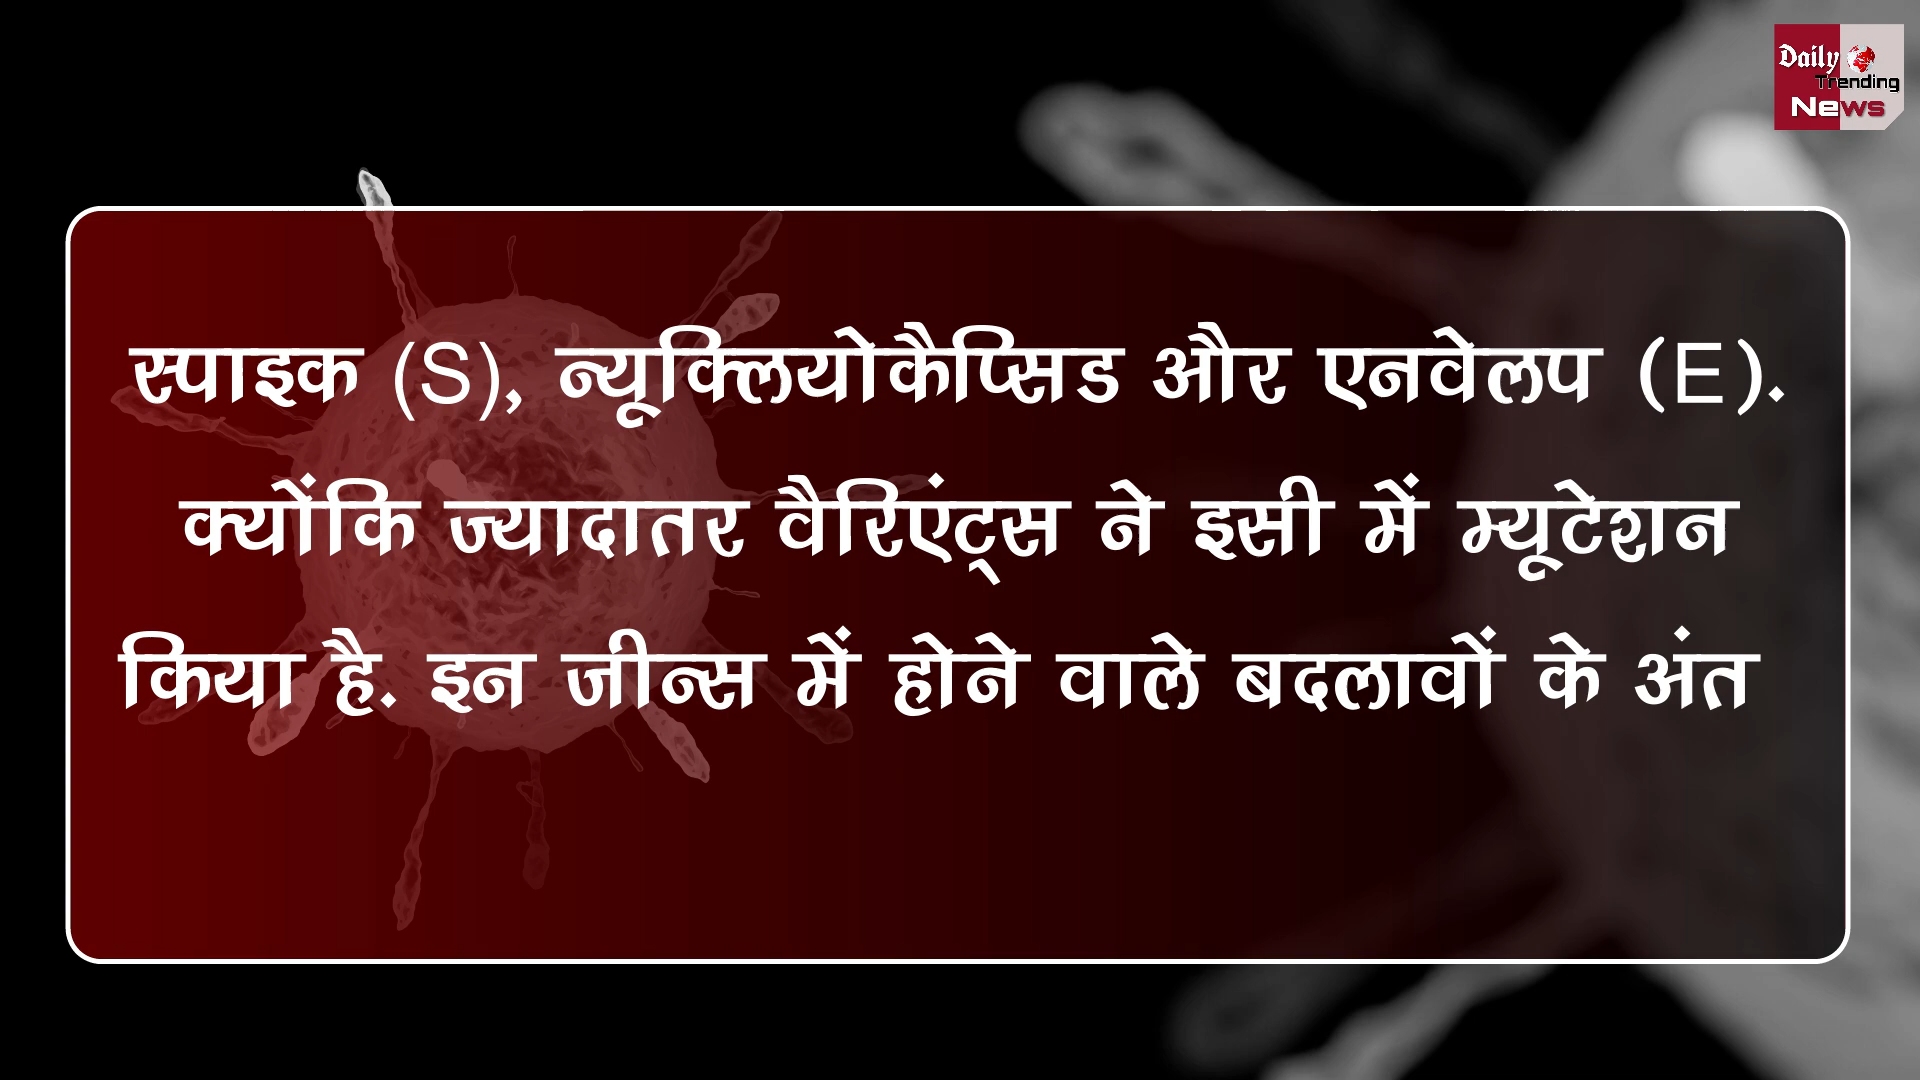 Daily
Trending
News
स्पाइक (S), न्यूक्लियोकैप्सिड और एनवेलप (E).
क्योंकि ज्यादातर वैरिएंट्स ने इसी में म्यूटेशन
किया है. इन जीन्स में होने वाले बदलावों के अंत